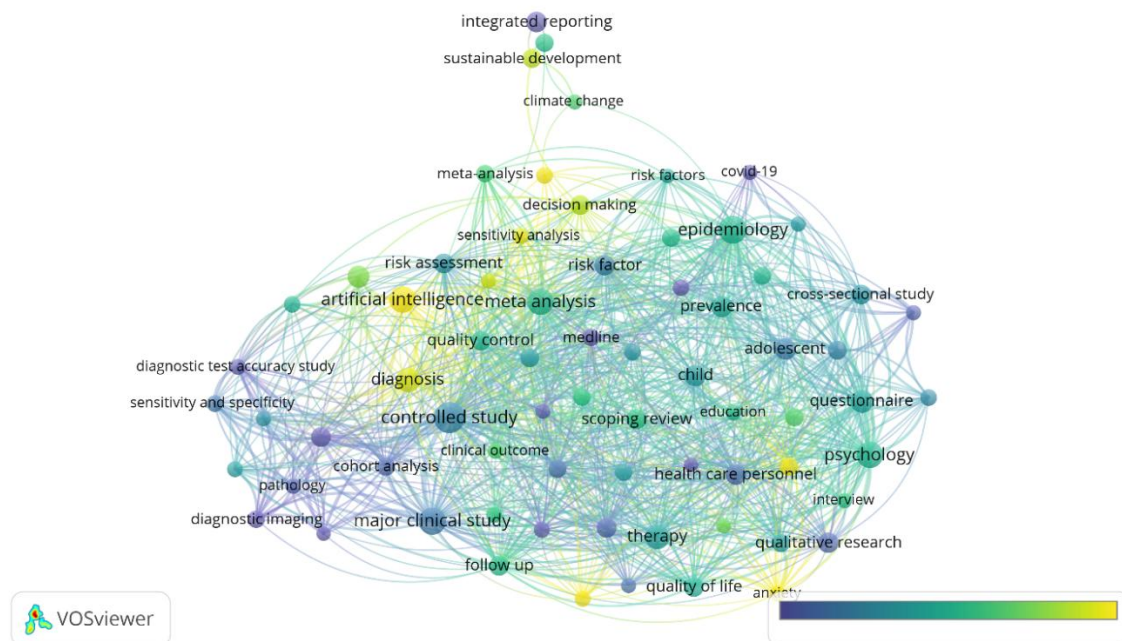 integrated reporting
sustainable development
climate change
meta-analysis
risk factors
covid-19
decision making
sensitivity analysis
epidemiology
risk assessment
risk factor
artificial intelligence
meta analysis
prevalence
cross-sectional study
quality control
medline
adolescent
diagnostic test accuracy study
diagnosis
child
sensitivity and specificity
controlled study
scoping review
education
questionnaire
clinical outcome
psychology
cohort analysis
health care personnel
pathology
interview
diagnostic imaging
major clinical study
therapy
qualitative research
follow up
quality of life
anxiety
VOSviewer